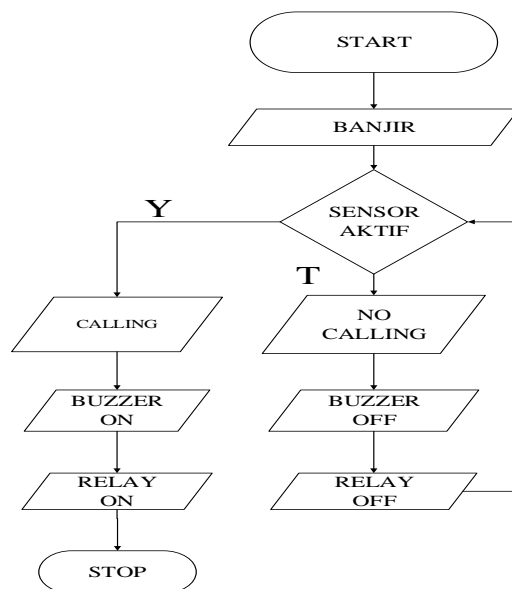 START
BANJIR
SENSOR
AKTIF
Y
T
CALLING
NO
CALLING
BUZZER
ON
BUZZER
OFF
RELAY
ON
RELAY
OFF
STOP